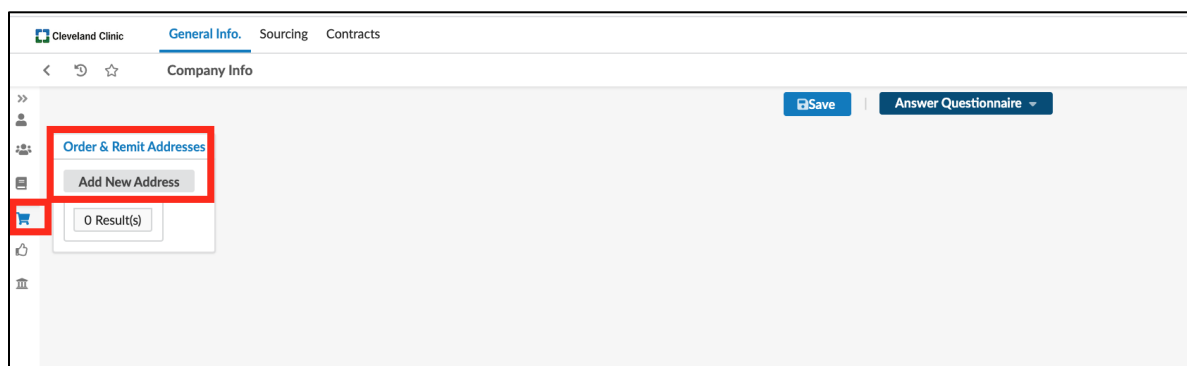 Cleveland Clinic General Info. Sourcing Contracts
Company Info
Save Answer Questionnaire
Order & Remit Addresses
Add New Address
0 Result(s)